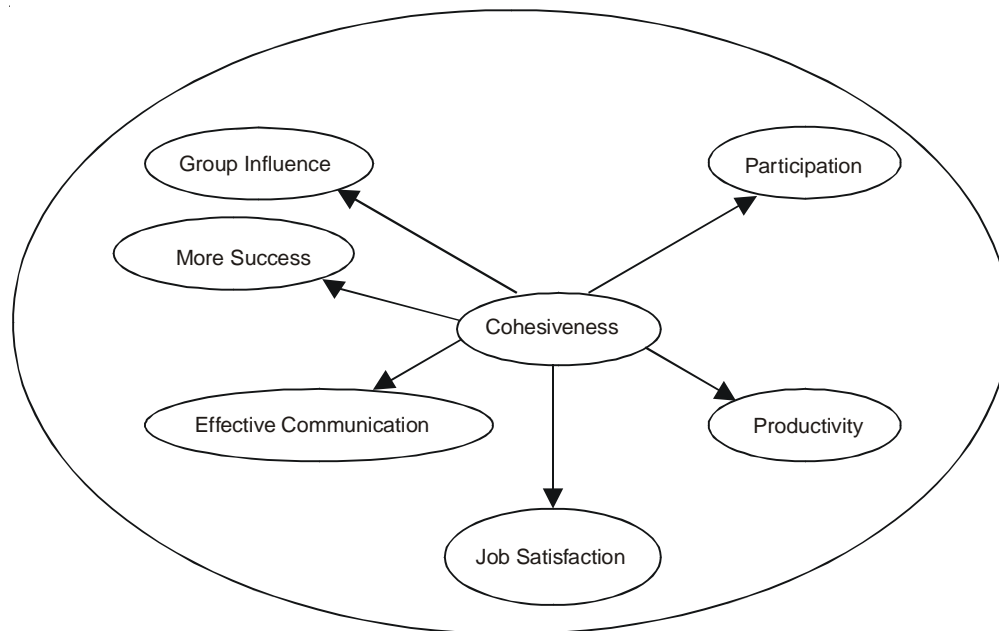 Group Influence
Participation
More Success
Cohesiveness
Effective Communication
Productivity
Job Satisfaction